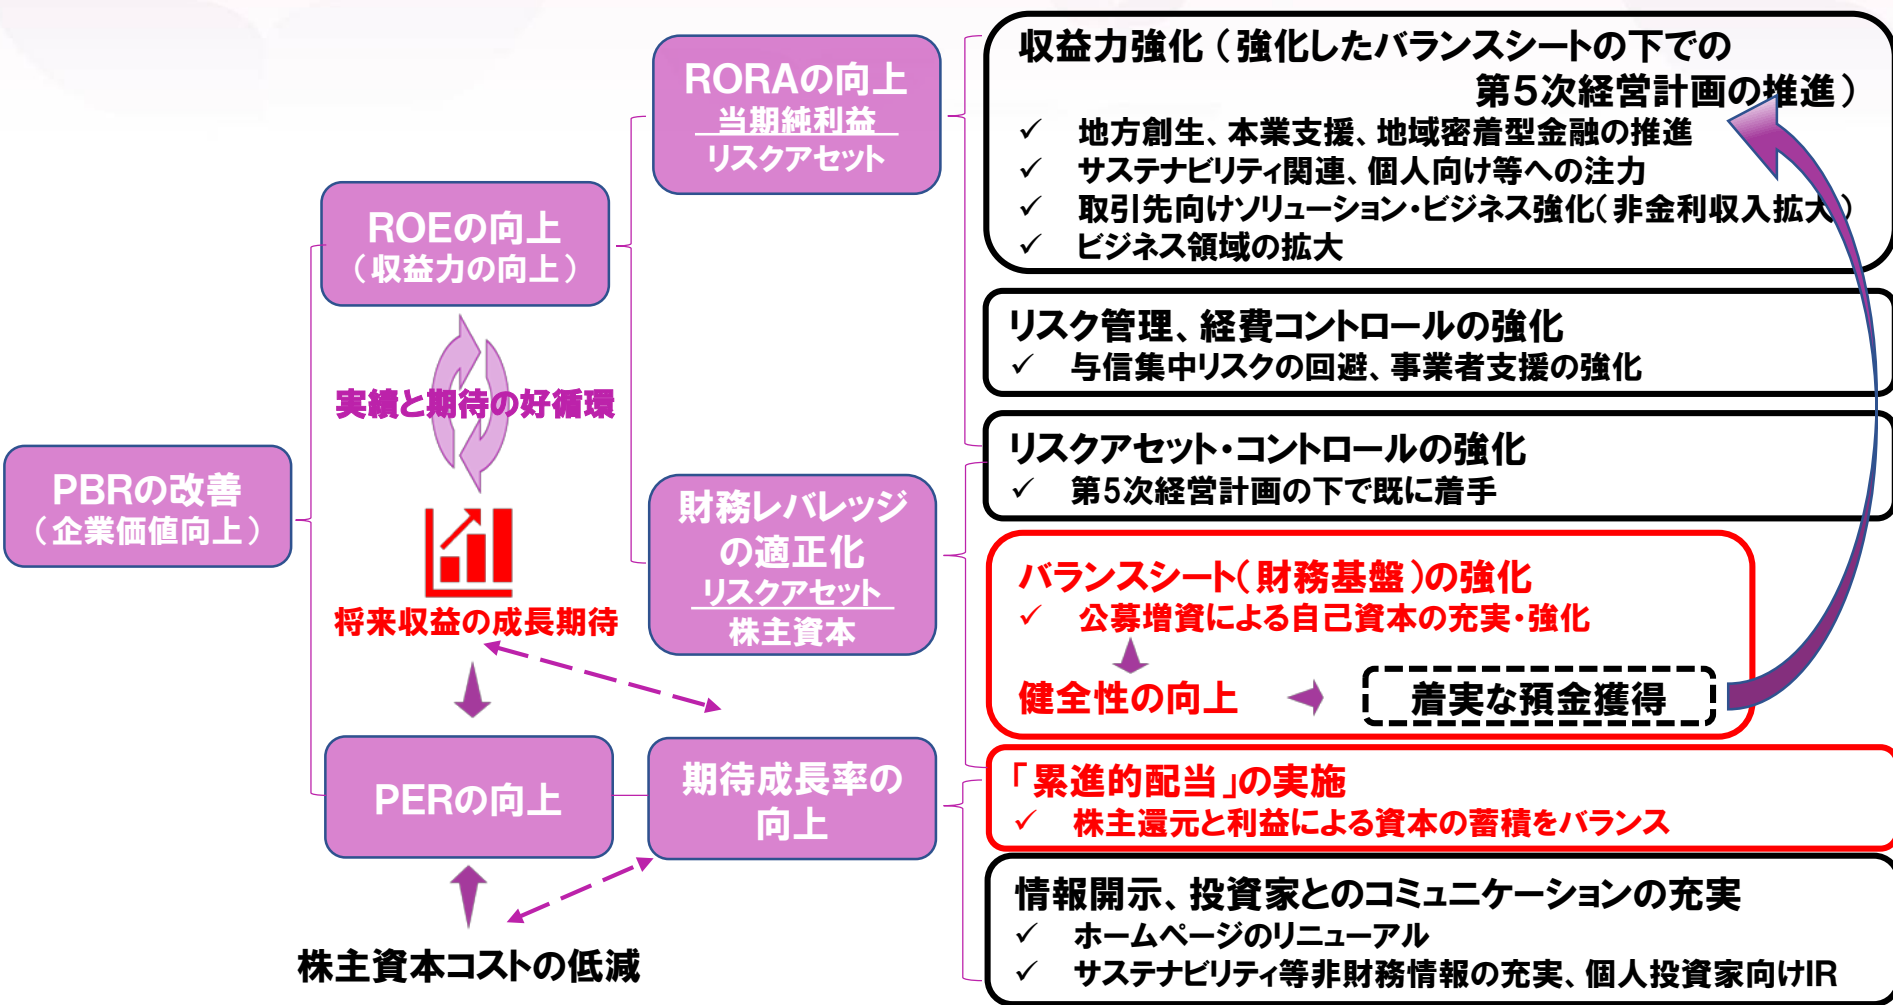 PBRの改善
（企業価値向上）
ROEの向上
（収益力の向上）
実績と期待の好循環
将来収益の成長期待
PERの向上
株主資本コストの低減
RORAの向上
当期純利益
リスクアセット
財務レバレッジ
の適正化
リスクアセット
株主資本
期待成長率の
向上
収益力強化（強化したバランスシートの下での
第5次経営計画の推進）
✓ 地方創生、本業支援、地域密着型金融の推進
✓ サステナビリティ関連、個人向け等への注力
✓ 取引先向けソリューション・ビジネス強化（非金利収入拡大）
✓ ビジネス領域の拡大
リスク管理、経費コントロールの強化
✓ 与信集中リスクの回避、事業者支援の強化
リスクアセット・コントロールの強化
✓ 第5次経営計画の下で既に着手
バランスシート（財務基盤）の強化
✓ 公募増資による自己資本の充実・強化
健全性の向上
着実な預金獲得
「累進的配当」の実施
✓ 株主還元と利益による資本の蓄積をバランス
情報開示、投資家とのコミュニケーションの充実
✓ ホームページのリニューアル
✓ サステナビリティ等非財務情報の充実、個人投資家向けIR